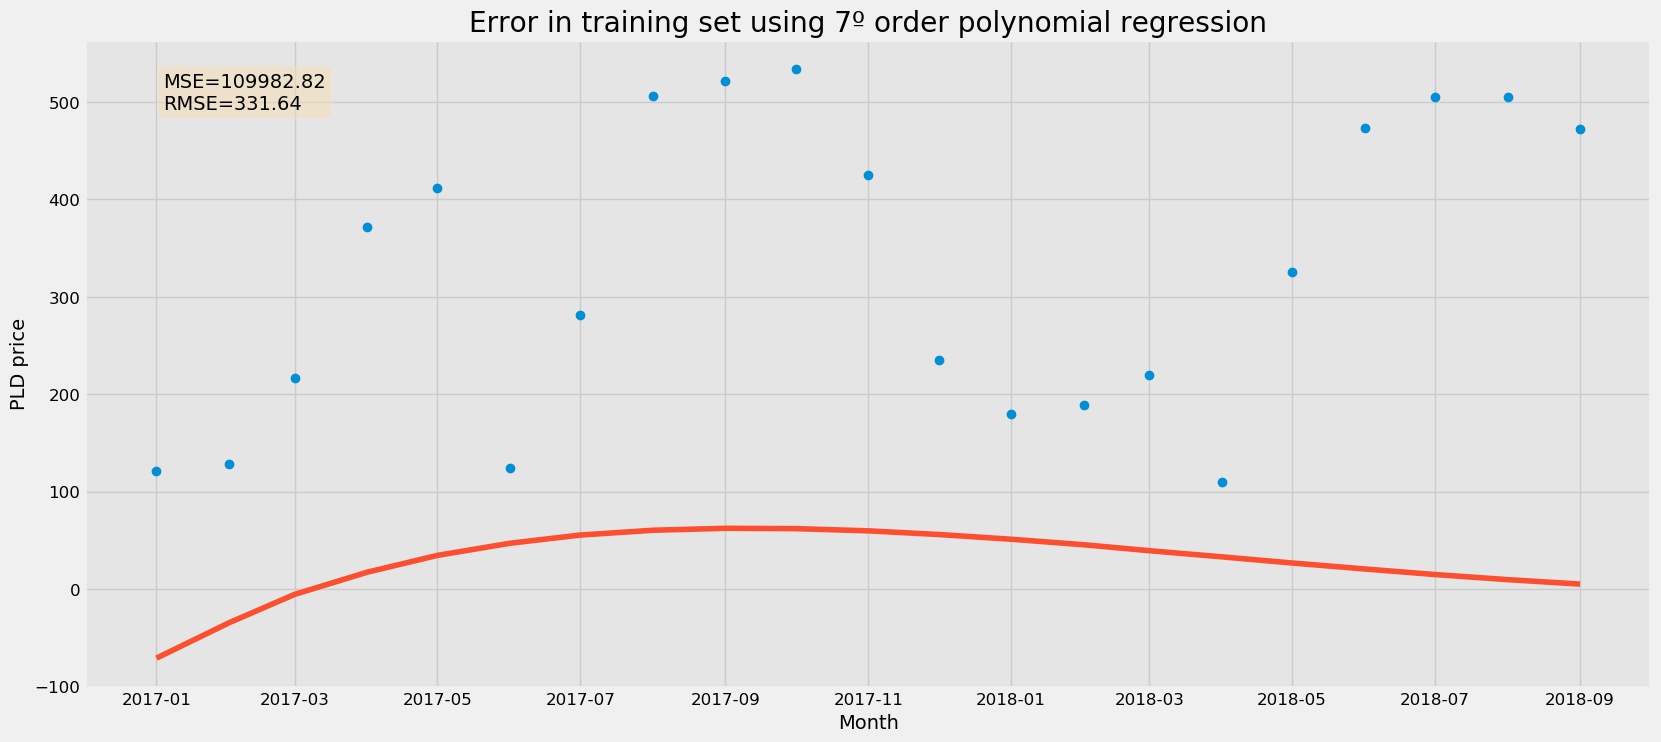 Error in training set using 7º order polynomial regression
MSE=109982.82
RMSE=331.64
500
400
300
200
100
0
−100
PLD price
2017-01 2017-03 2017-05 2017-07 2017-09 2017-11 2018-01 2018-03 2018-05 2018-07 2018-09
Month